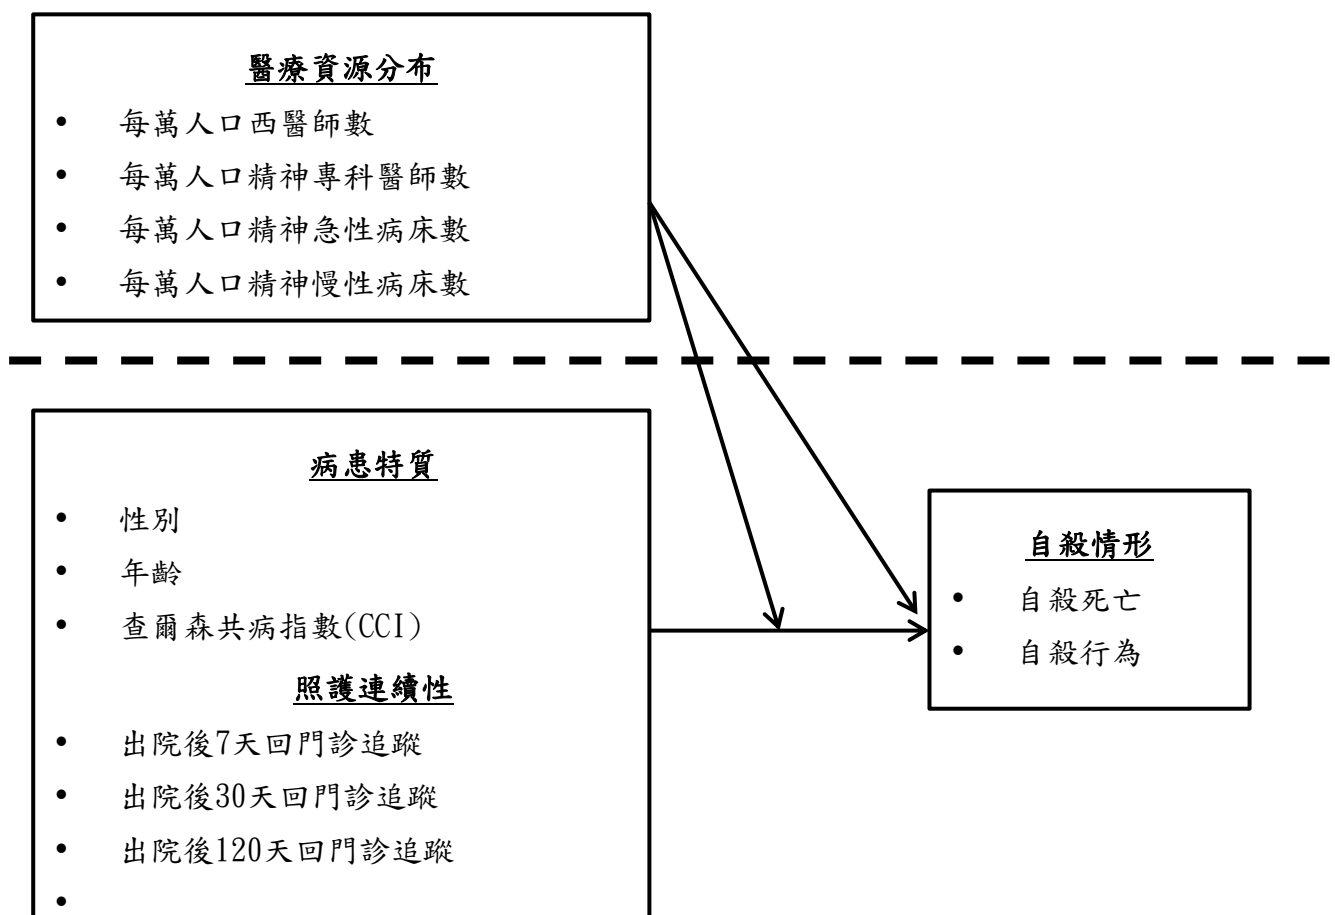 醫療資源分布
• 每萬人口西醫師數
• 每萬人口精神專科醫師數
• 每萬人口精神急性病床數
• 每萬人口精神慢性病床數
病患特質
• 性別
• 年齡
• 查爾森共病指數(CCI)
照護連續性
• 出院後7天回門診追蹤
• 出院後30天回門診追蹤
• 出院後120天回門診追蹤
•
自殺情形
• 自殺死亡
• 自殺行為